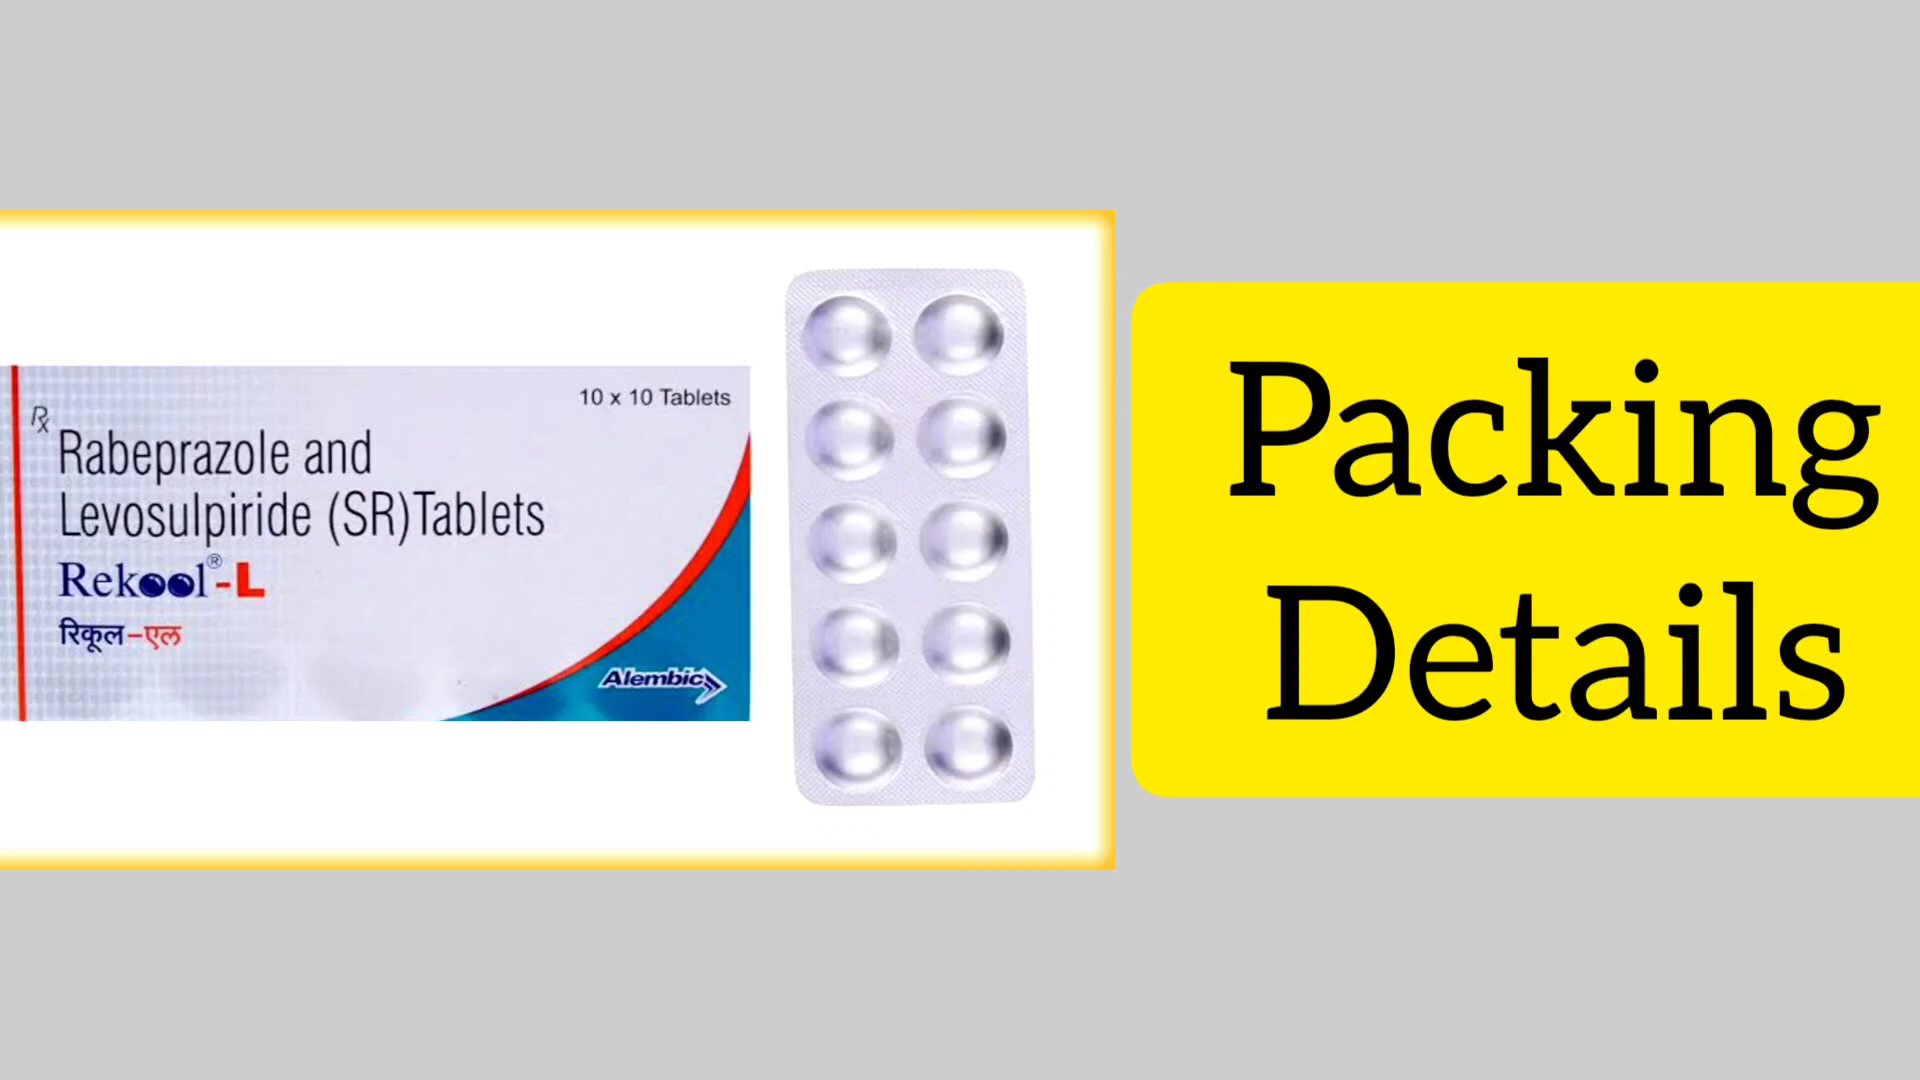 10 x 10 Tablets
Rx
Rabeprazole and
Levosulpiride (SR) Tablets
Rekool®-L
रिकूल-एल
Alembic
Packing
Details